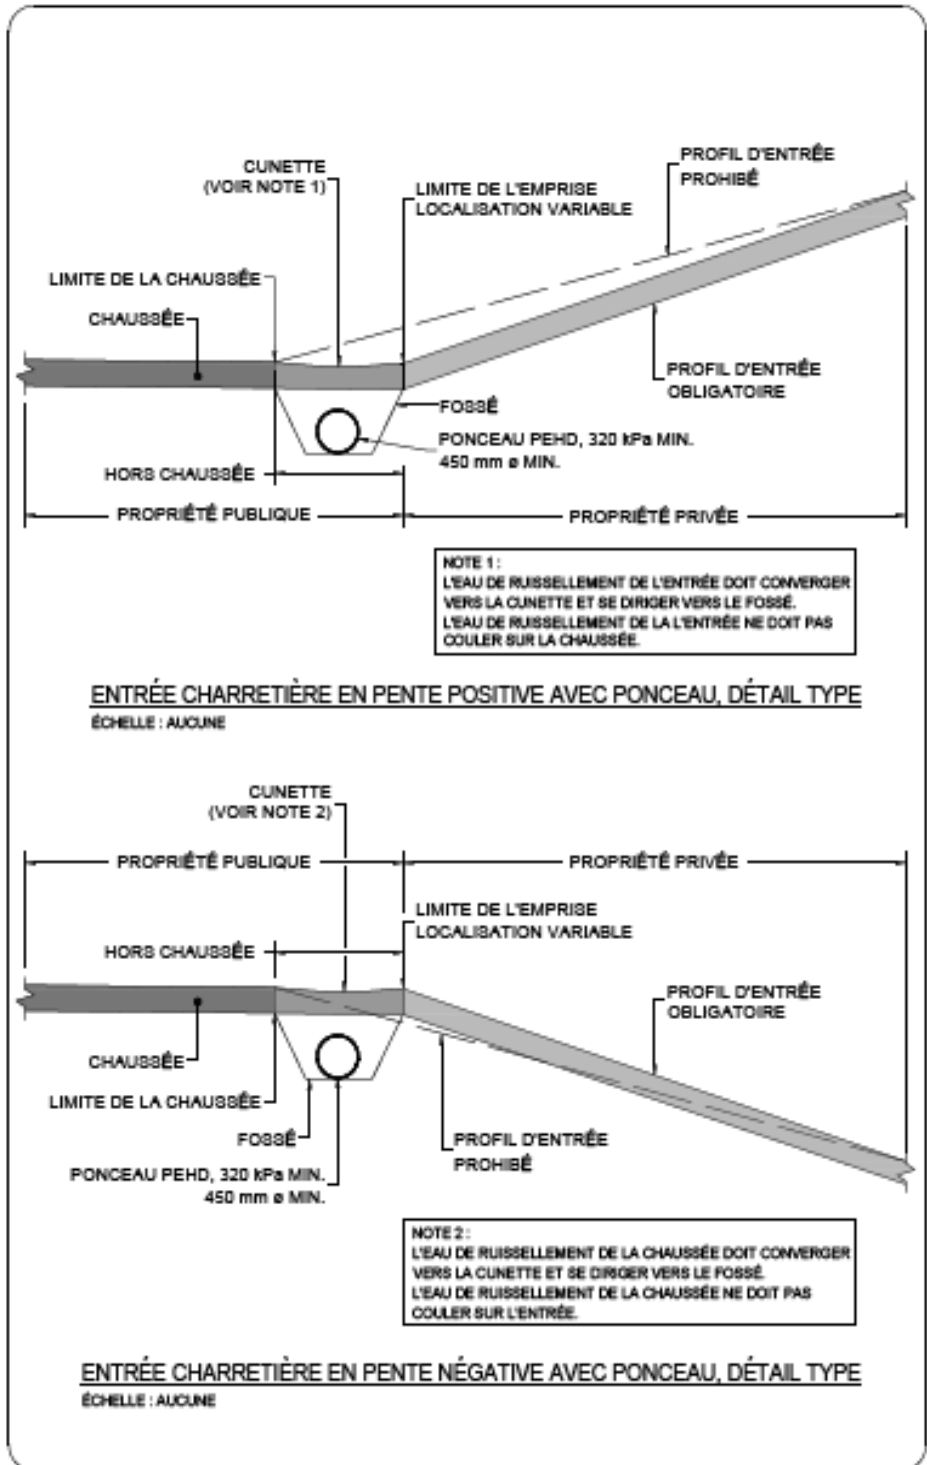 CUNETTE
(VOIR NOTE 1)
PROFIL D'ENTRÉE
PROHIBÉ
LIMITE DE L'EMPRISE
LOCALISATION VARIABLE
LIMITE DE LA CHAUSSÉE
CHAUSSÉE
PROFIL D'ENTRÉE
OBLIGATOIRE
FOSSÉ
PONCEAU PEHD, 320 kPa MIN.
450 mm ø MIN.
HORS CHAUSSÉE
PROPRIÉTÉ PUBLIQUE
PROPRIÉTÉ PRIVÉE
NOTE 1 :
L'EAU DE RUISSELLEMENT DE L'ENTRÉE DOIT CONVERGER
VERS LA CUNETTE ET SE DIRIGER VERS LE FOSSÉ.
L'EAU DE RUISSELLEMENT DE LA L'ENTRÉE NE DOIT PAS
COULER SUR LA CHAUSSÉE.
ENTRÉE CHARRETIÈRE EN PENTE POSITIVE AVEC PONCEAU, DÉTAIL TYPE
ÉCHELLE : AUCUNE
CUNETTE
(VOIR NOTE 2)
PROPRIÉTÉ PUBLIQUE
PROPRIÉTÉ PRIVÉE
LIMITE DE L'EMPRISE
LOCALISATION VARIABLE
HORS CHAUSSÉE
PROFIL D'ENTRÉE
OBLIGATOIRE
CHAUSSÉE
LIMITE DE LA CHAUSSÉE
FOSSÉ
PROFIL D'ENTRÉE
PROHIBÉ
PONCEAU PEHD, 320 kPa MIN.
450 mm ø MIN.
NOTE 2 :
L'EAU DE RUISSELLEMENT DE LA CHAUSSÉE DOIT CONVERGER
VERS LA CUNETTE ET SE DIRIGER VERS LE FOSSÉ.
L'EAU DE RUISSELLEMENT DE LA CHAUSSÉE NE DOIT PAS
COULER SUR L'ENTRÉE.
ENTRÉE CHARRETIÈRE EN PENTE NÉGATIVE AVEC PONCEAU, DÉTAIL TYPE
ÉCHELLE : AUCUNE